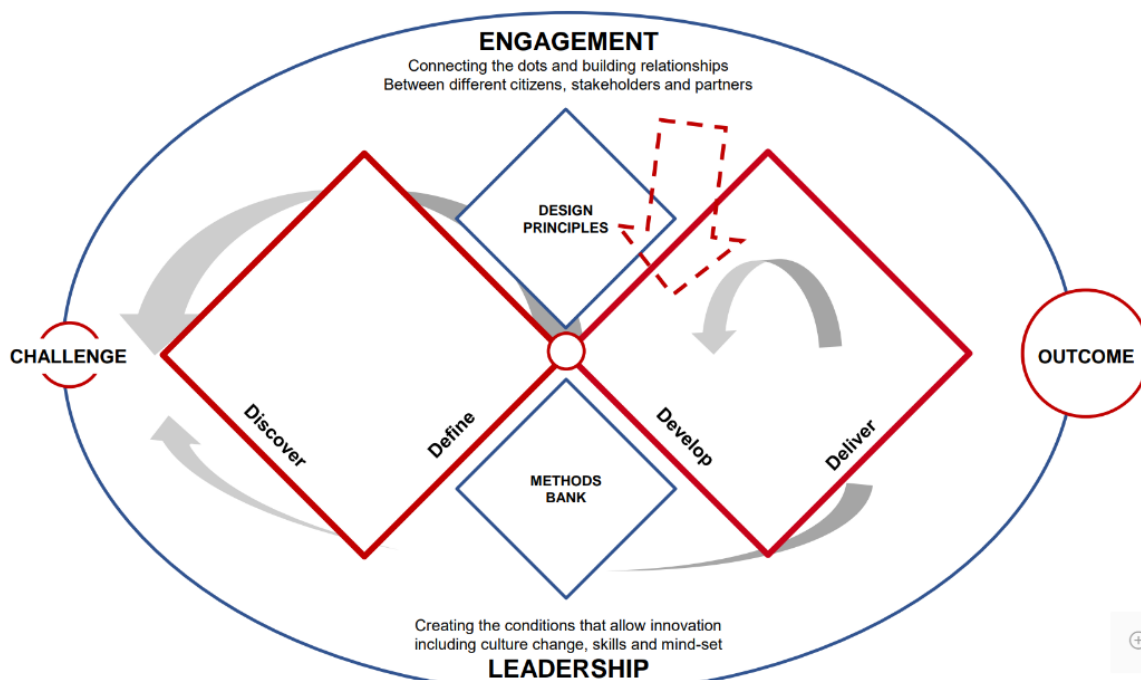 ENGAGEMENT
Connecting the dots and building relationships
Between different citizens, stakeholders and partners
DESIGN
PRINCIPLES
CHALLENGE
OUTCOME
Discover
Define
Develop
Deliver
METHODS
BANK
Creating the conditions that allow innovation
including culture change, skills and mind-set
LEADERSHIP